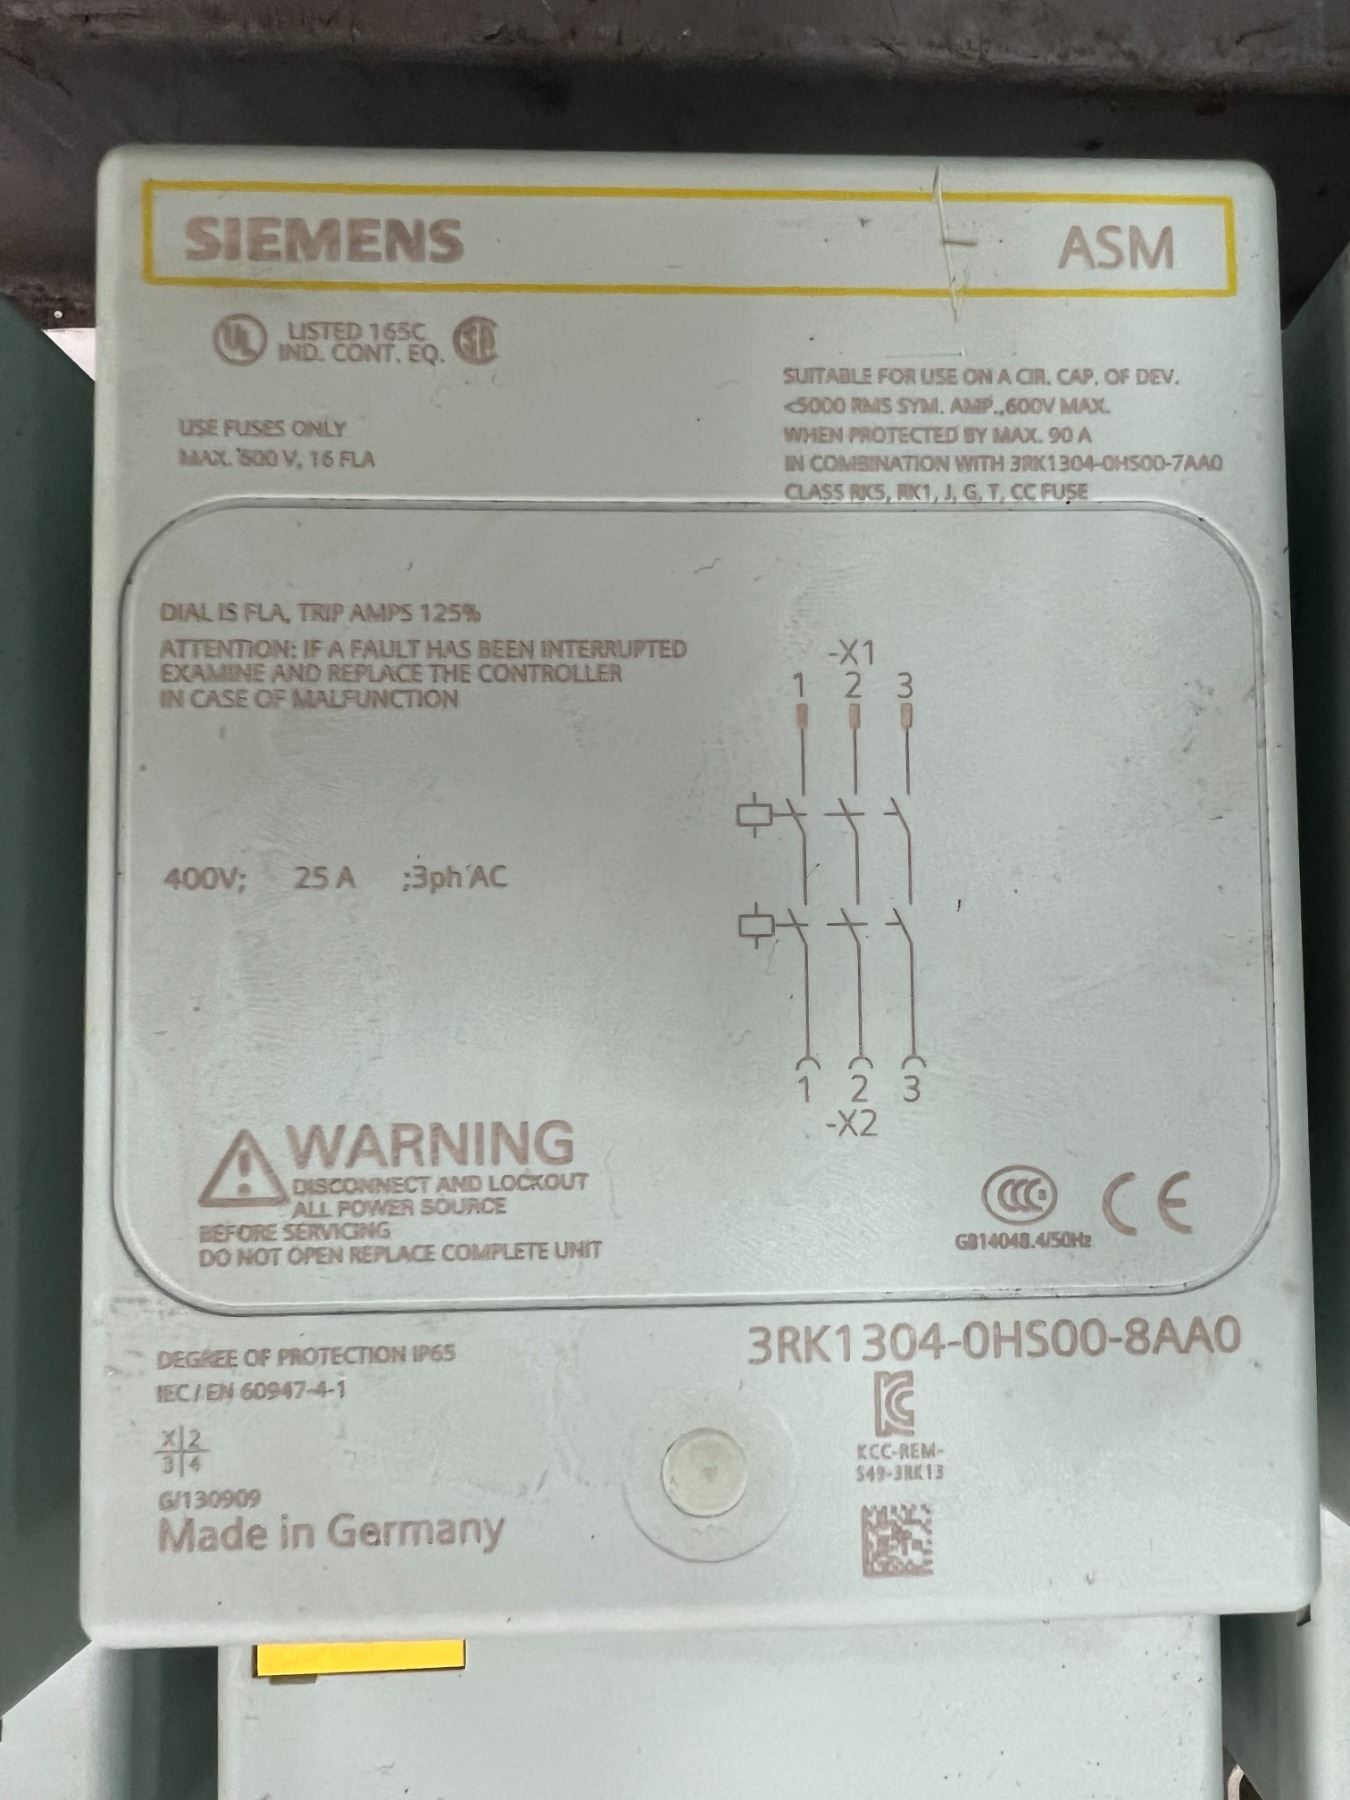 SIEMENS
ASM
UL LISTED 165C
IND. CONT. EQ.
SUITABLE FOR USE ON A CIR. CAP. OF DEV.
<5000 RMS SYM. AMP.,600V MAX.
WHEN PROTECTED BY MAX. 90 A
IN COMBINATION WITH 3RK1304-0HS00-7AA0
CLASS RK5, RK1, J, G, T, CC FUSE
USE FUSES ONLY
MAX. 600 V, 16 FLA
DIAL IS FLA, TRIP AMPS 125%
ATTENTION: IF A FAULT HAS BEEN INTERRUPTED
EXAMINE AND REPLACE THE CONTROLLER
IN CASE OF MALFUNCTION
-X1
1 2 3
400V; 25 A ;3ph AC
1 2 3
-X2
WARNING
DISCONNECT AND LOCKOUT
ALL POWER SOURCE
BEFORE SERVICING
DO NOT OPEN REPLACE COMPLETE UNIT
CCC CE
GB14048.4/50Hz
3RK1304-0HS00-8AA0
DEGREE OF PROTECTION IP65
IEC / EN 60947-4-1
X 2
3 4
G/130909
Made in Germany
KCC-REM-
S49-3RK13